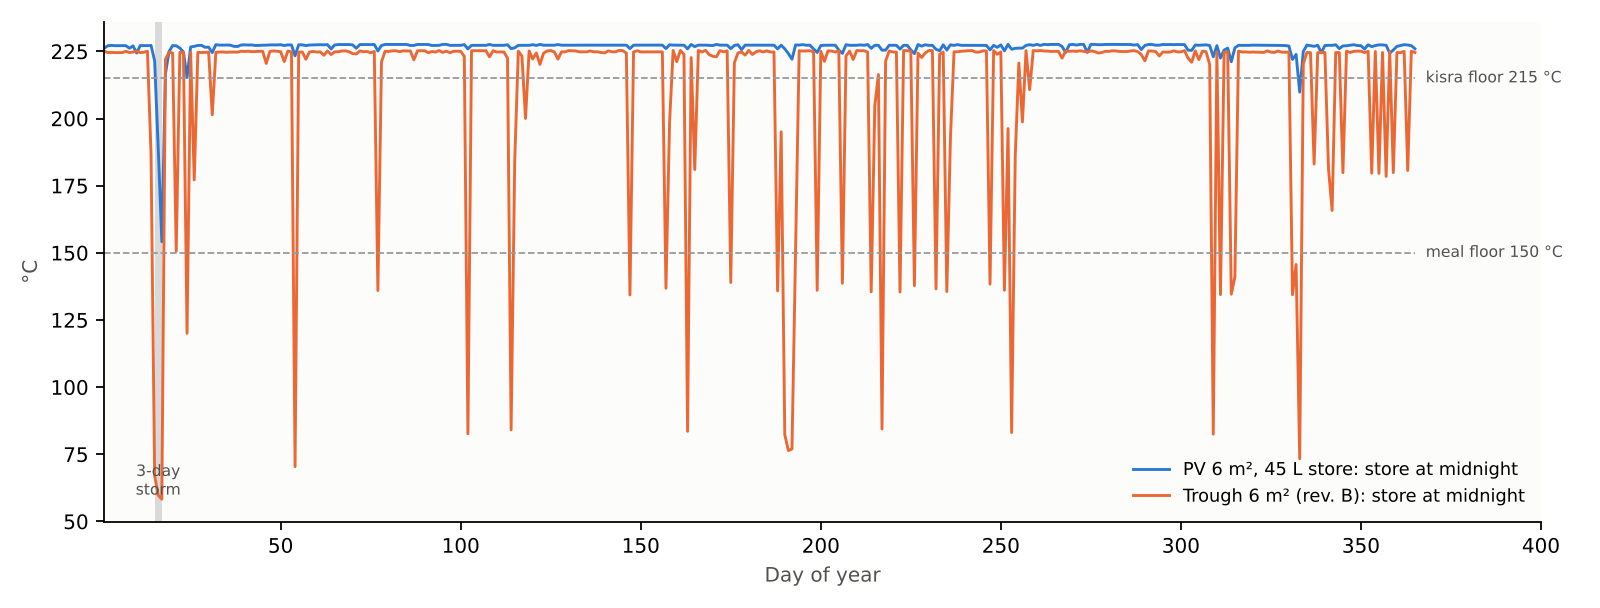 225
200
175
150
125
100
75
50
°C
kisra floor 215 °C
meal floor 150 °C
3-day
storm
PV 6 m², 45 L store: store at midnight
Trough 6 m² (rev. B): store at midnight
50
100
150
200
250
300
350
400
Day of year